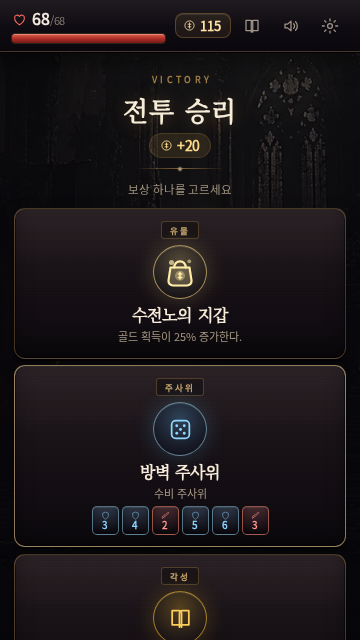 68/68
115
VICTORY
전투 승리
+20
보상 하나를 고르세요
유물
수전노의 지갑
골드 획득이 25% 증가한다.
주사위
방벽 주사위
수비 주사위
3 4 2 5 6 3
각성